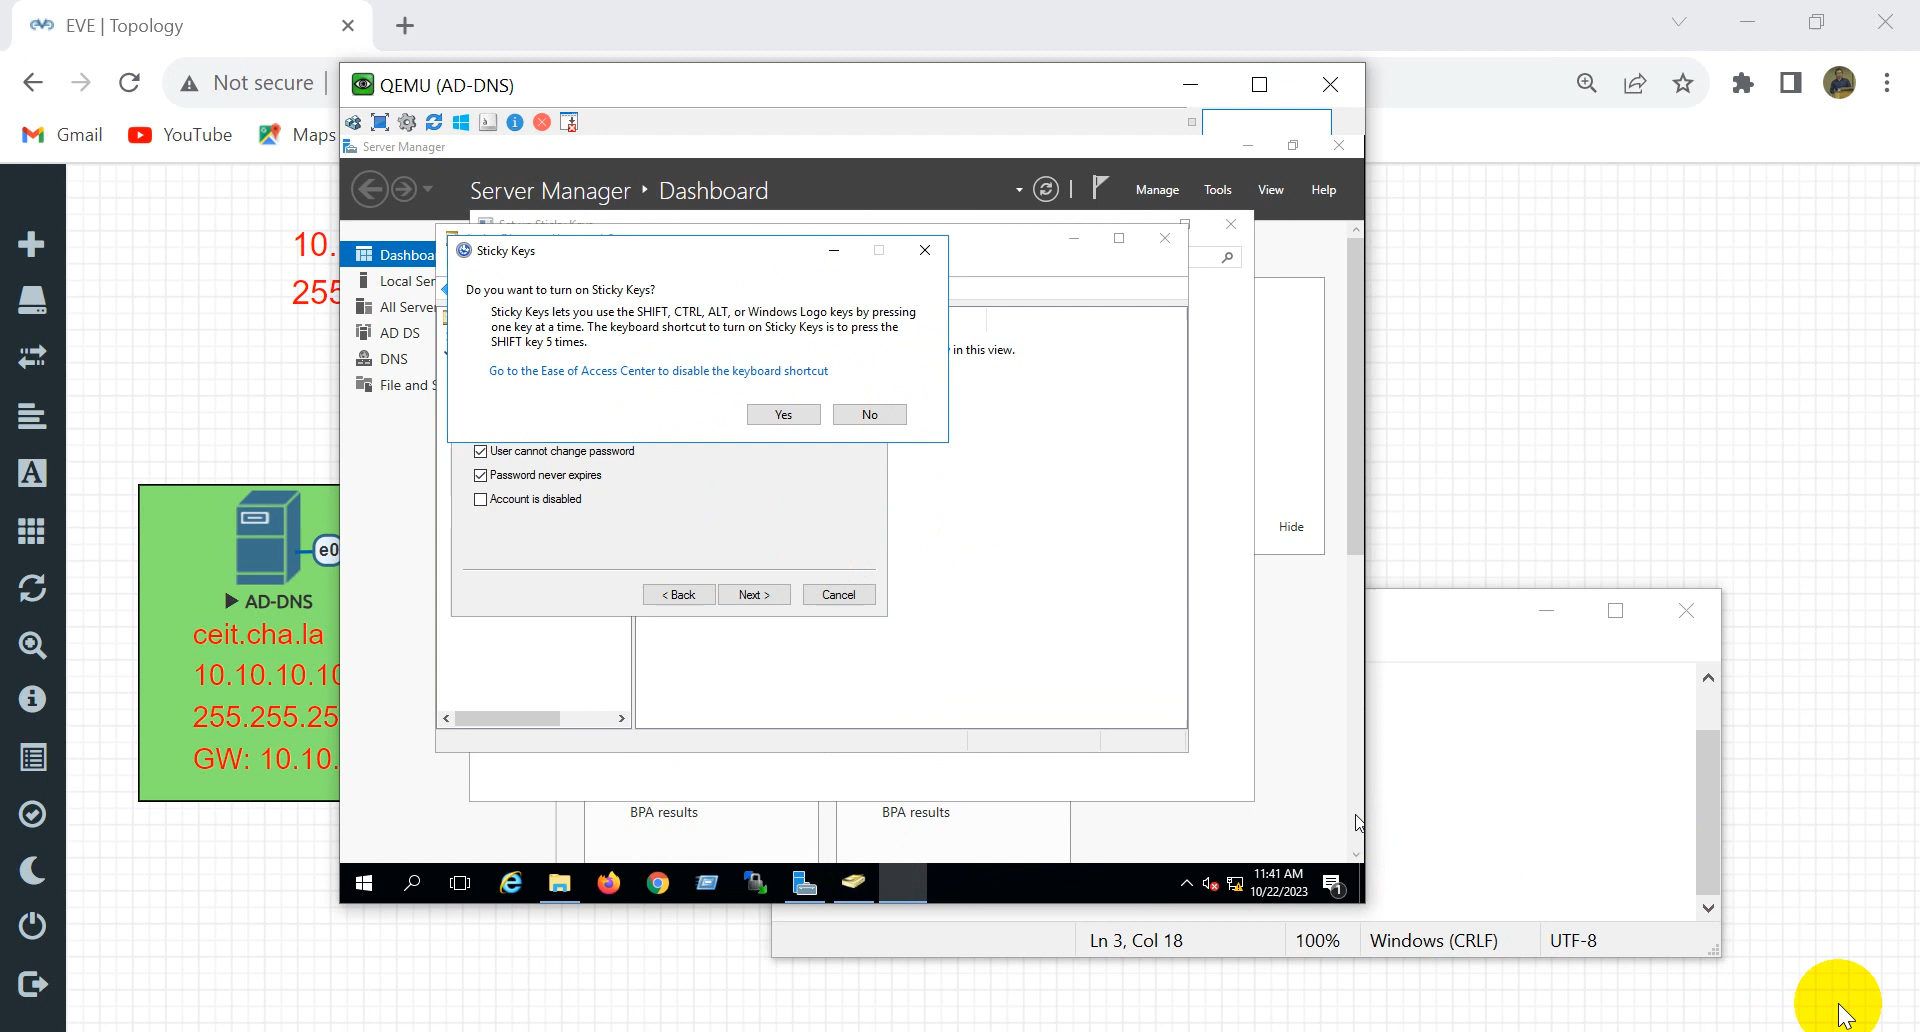 EVE | Topology
Not secure
Gmail
YouTube
Maps
QEMU (AD-DNS)
Server Manager
Server Manager ‣ Dashboard
Manage
Tools
View
Help
10.
255
Dashboa
Local Ser
All Server
AD DS
DNS
File and S
Sticky Keys
Do you want to turn on Sticky Keys?
Sticky Keys lets you use the SHIFT, CTRL, ALT, or Windows Logo keys by pressing
one key at a time. The keyboard shortcut to turn on Sticky Keys is to press the
SHIFT key 5 times.
Go to the Ease of Access Center to disable the keyboard shortcut
Yes
No
in this view.
User cannot change password
Password never expires
Account is disabled
< Back
Next >
Cancel
Hide
e0
AD-DNS
ceit.cha.la
10.10.10.10
255.255.25
GW: 10.10.
BPA results
BPA results
11:41 AM
10/22/2023
1
Ln 3, Col 18
100%
Windows (CRLF)
UTF-8